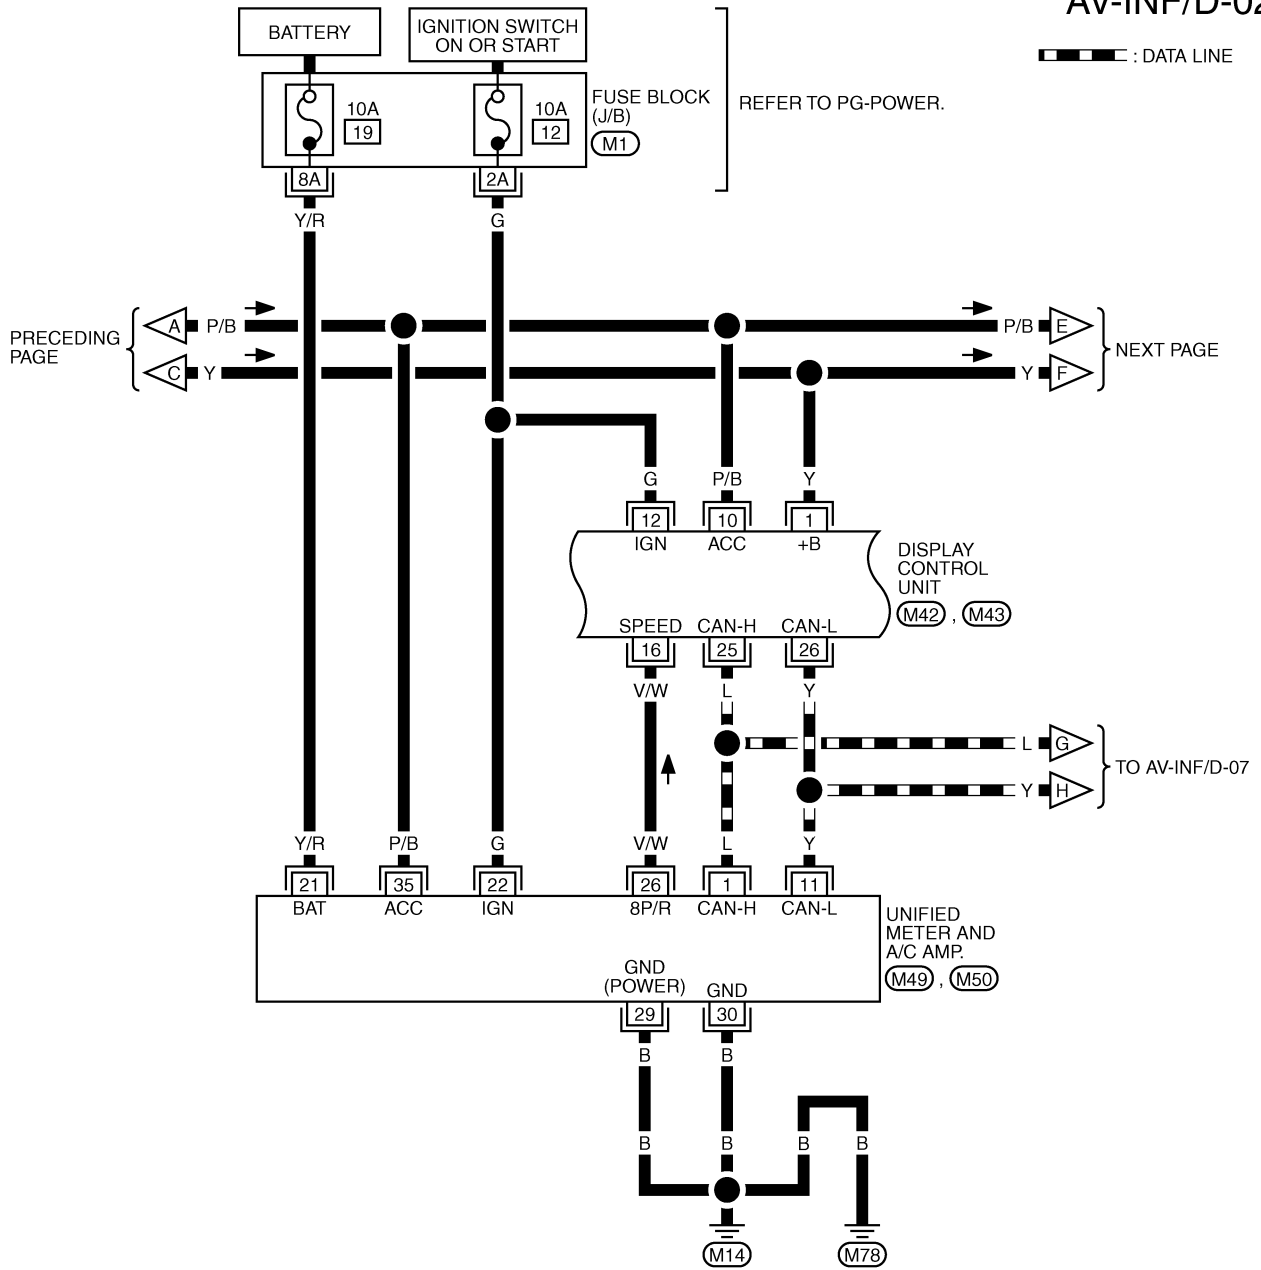 AV-INF/D-02
: DATA LINE
BATTERY
IGNITION SWITCH
ON OR START
10A
19
10A
12
FUSE BLOCK
(J/B)
M1
REFER TO PG-POWER.
8A
2A
Y/R
G
PRECEDING
PAGE
A
P/B
P/B
E
C
Y
Y
F
NEXT PAGE
G
P/B
Y
12
10
1
IGN
ACC
+B
DISPLAY
CONTROL
UNIT
M42 , M43
SPEED
CAN-H
CAN-L
16
25
26
V/W
L
Y
L
G
Y
H
TO AV-INF/D-07
Y/R
P/B
G
V/W
L
Y
21
35
22
26
1
11
BAT
ACC
IGN
8P/R
CAN-H
CAN-L
UNIFIED
METER AND
A/C AMP.
M49 , M50
GND
(POWER)
GND
29
30
B
B
B
B
B
B
M14
M78